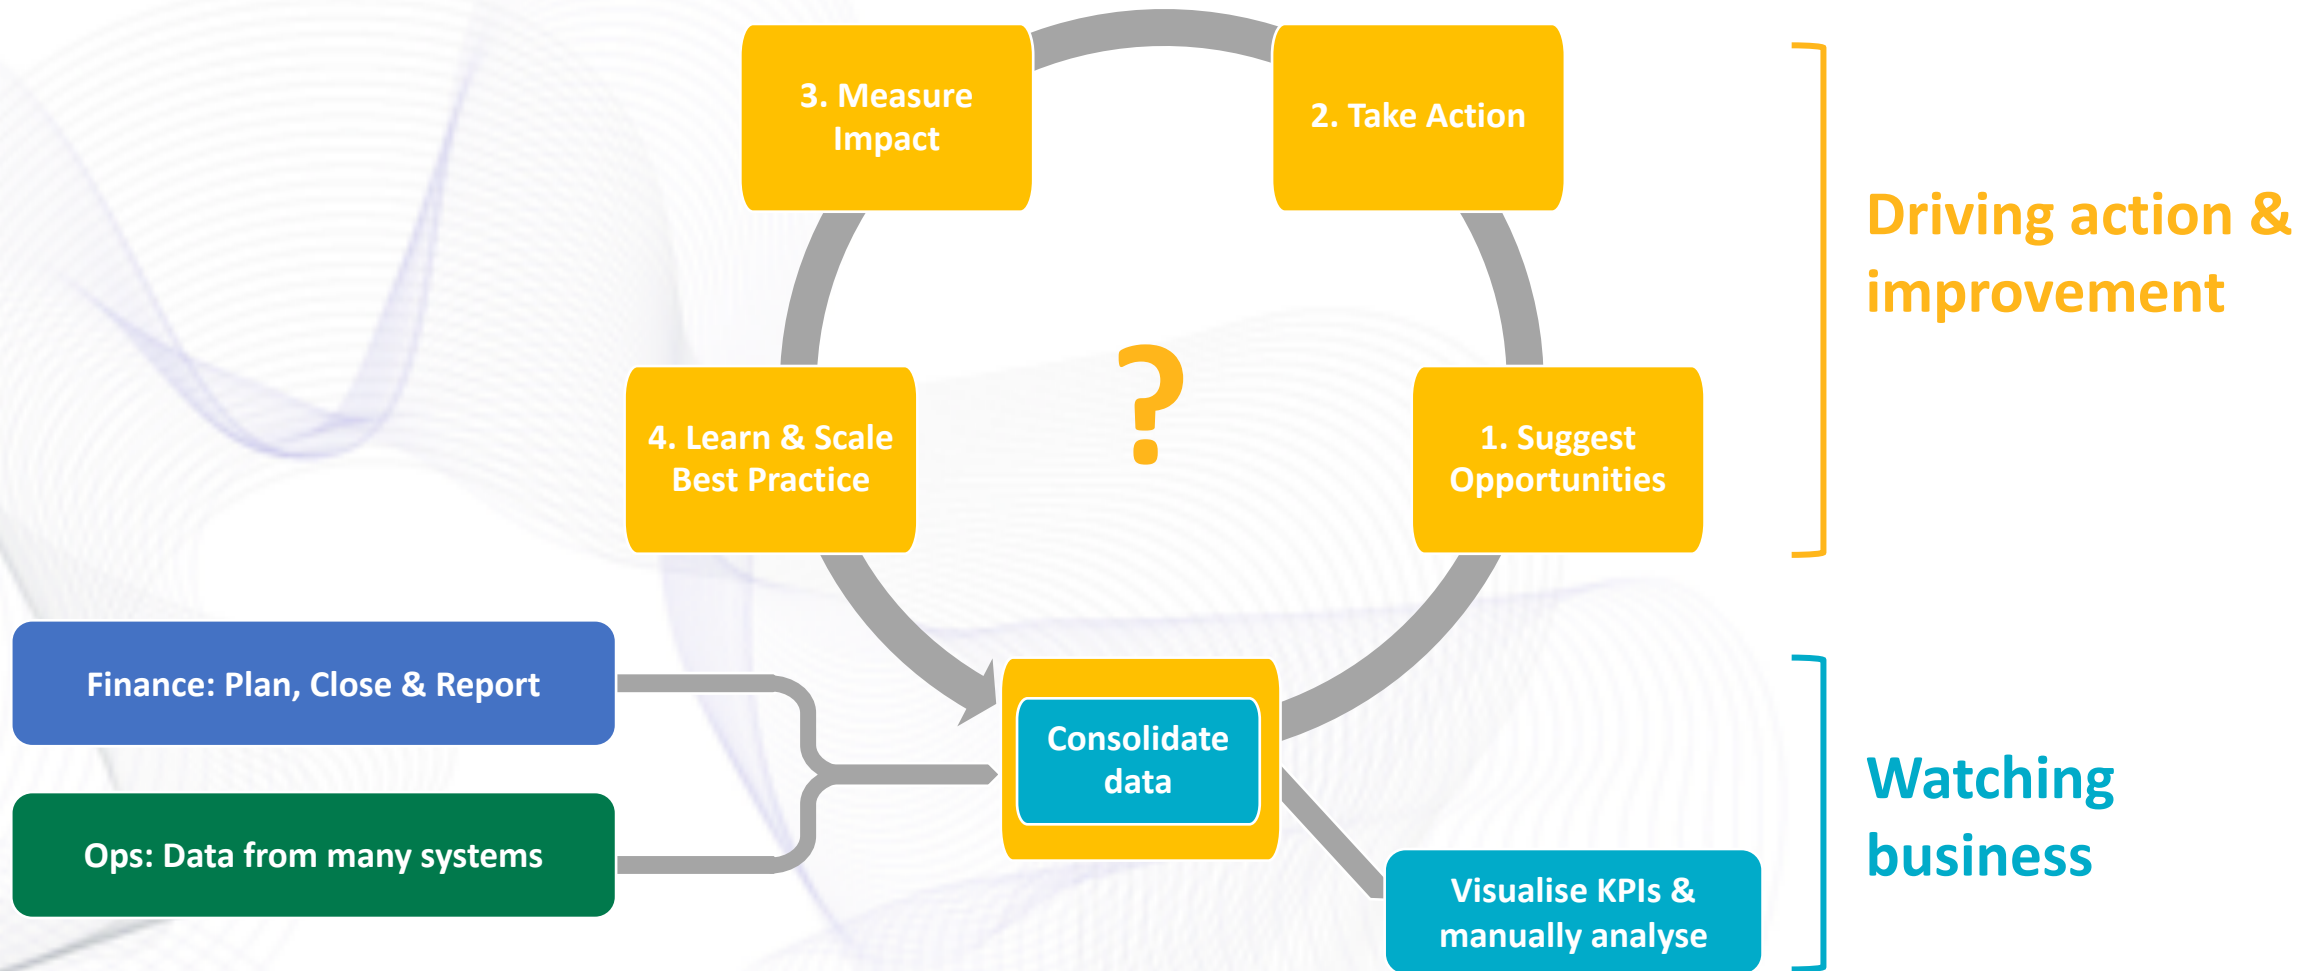 3. Measure
Impact
2. Take Action
Driving action &
improvement
?
4. Learn & Scale
Best Practice
1. Suggest
Opportunities
Finance: Plan, Close & Report
Ops: Data from many systems
Consolidate
data
Watching
business
Visualise KPIs &
manually analyse